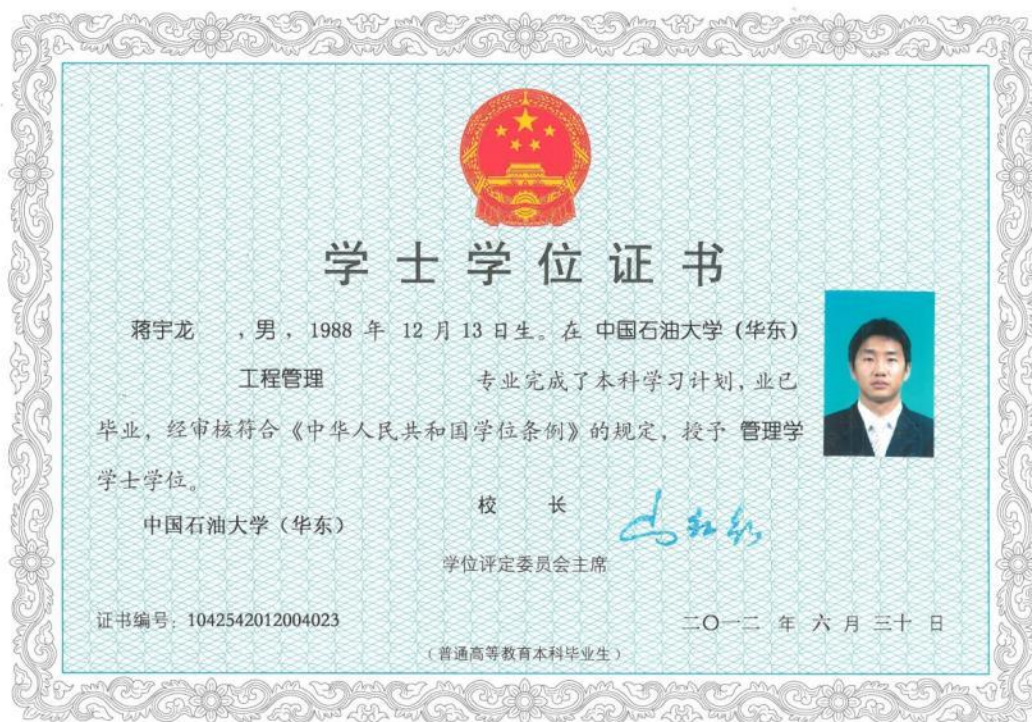 学士学位证书
蒋宇龙 ，男，1988 年 12 月 13 日生。在 中国石油大学（华东）
工程管理 专业完成了本科学习计划，业已
毕业，经审核符合《中华人民共和国学位条例》的规定，授予 管理学
学士学位。
校 长
中国石油大学（华东）
学位评定委员会主席
证书编号：1042542012004023
二〇一二 年 六 月 三十 日
（普通高等教育本科毕业生）